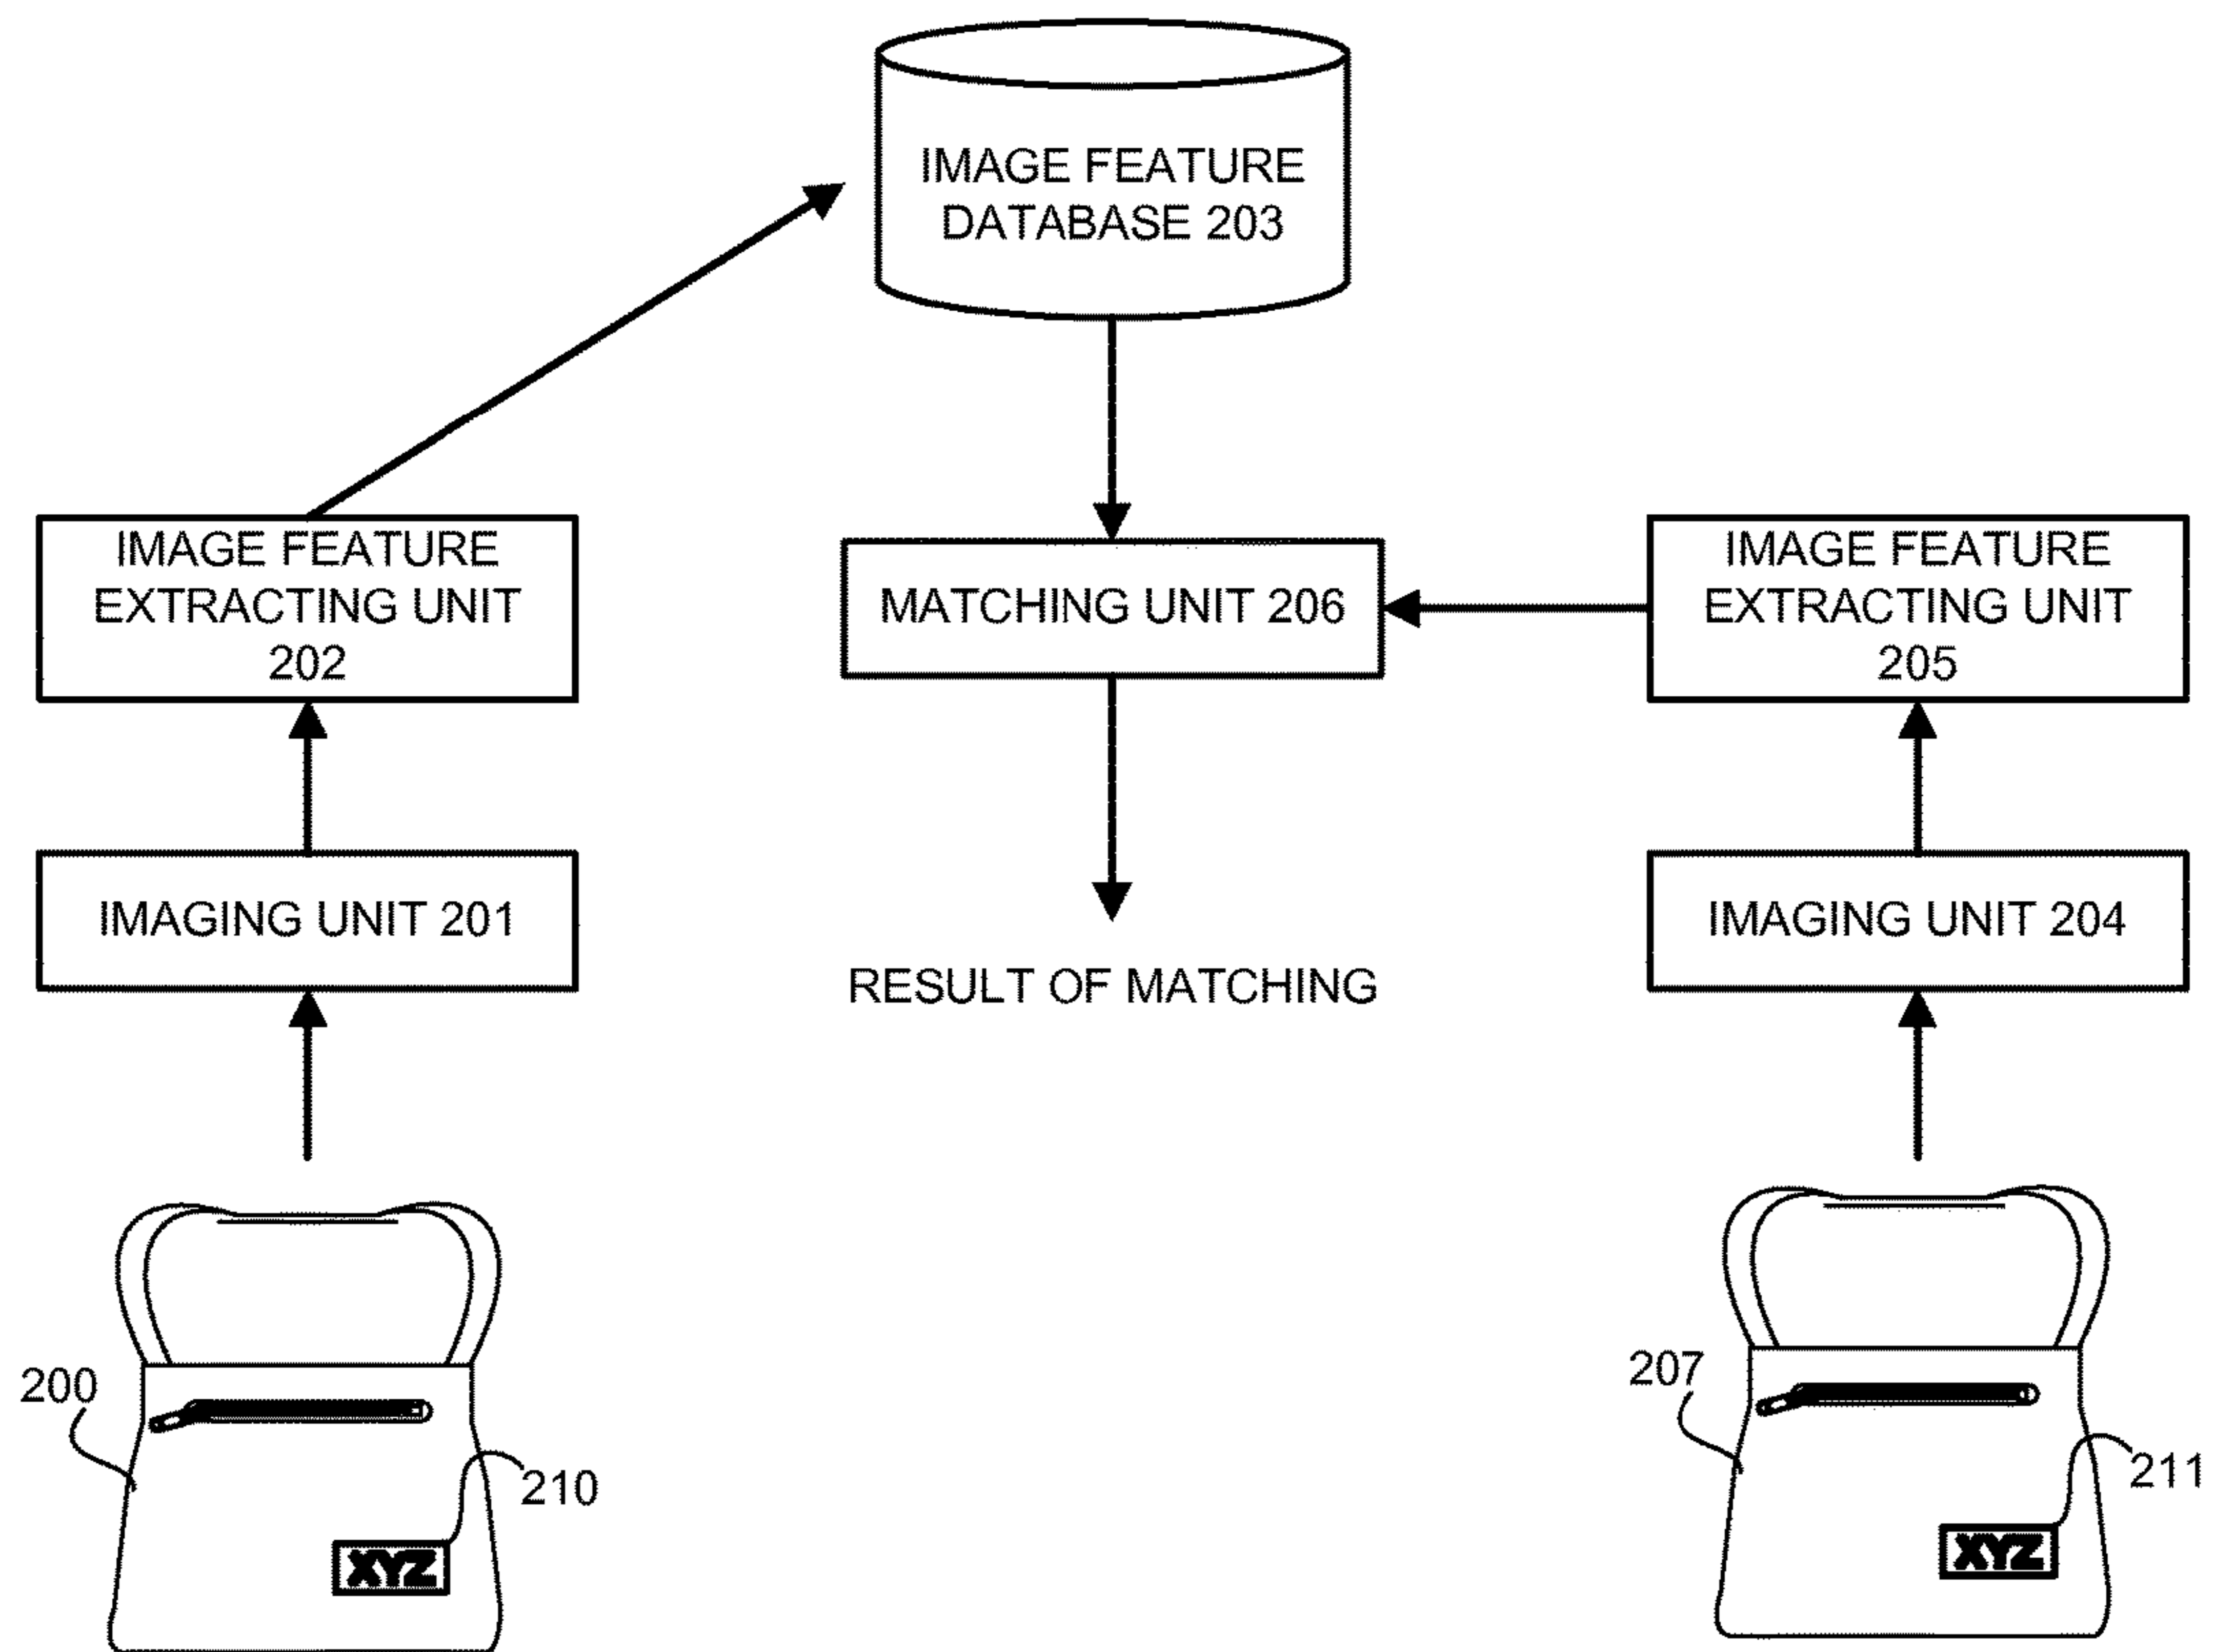 IMAGE FEATURE
DATABASE 203
IMAGE FEATURE
EXTRACTING UNIT
202
MATCHING UNIT 206
IMAGE FEATURE
EXTRACTING UNIT
205
IMAGING UNIT 201
IMAGING UNIT 204
RESULT OF MATCHING
200
210
XYZ
207
211
XYZ